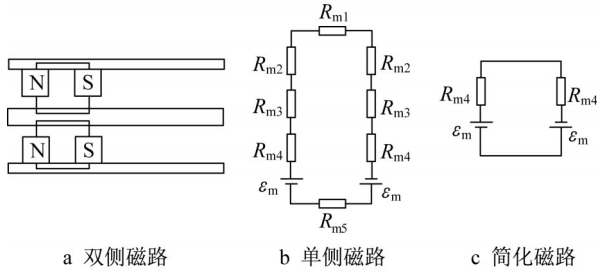 N S
N S
a 双侧磁路
Rm1
Rm2 Rm2
Rm3 Rm3
Rm4 Rm4
εm εm
Rm5
b 单侧磁路
Rm4 Rm4
εm εm
c 简化磁路